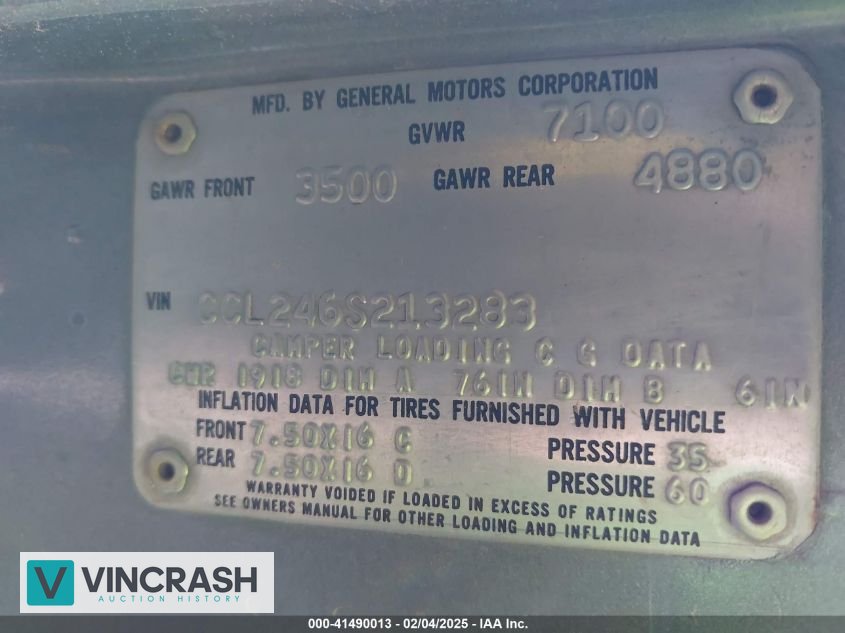 MFD. BY GENERAL MOTORS CORPORATION
GVWR 7100
GAWR FRONT 3500 GAWR REAR 4880
VIN CCL246S213283
CAMPER LOADING C G DATA
CWR 1918 DIM A 76IN DIM B 6IN
INFLATION DATA FOR TIRES FURNISHED WITH VEHICLE
FRONT 7.50X16 C PRESSURE 35
REAR 7.50X16 D PRESSURE 60
WARRANTY VOIDED IF LOADED IN EXCESS OF RATINGS
SEE OWNERS MANUAL FOR OTHER LOADING AND INFLATION DATA
VINCRASH
AUCTION HISTORY
000-41490013 - 02/04/2025 - IAA Inc.